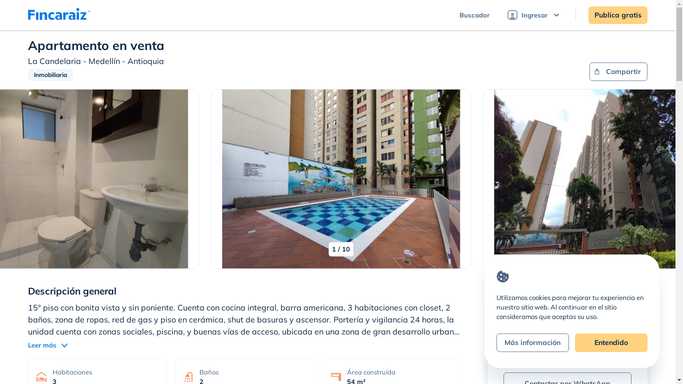 Fincaraiz
Buscador
Ingresar
Publica gratis
Apartamento en venta
La Candelaria - Medellín - Antioquia
Inmobiliaria
Compartir
1 / 10
Descripción general
15° piso con bonita vista y sin poniente. Cuenta con cocina integral, barra americana, 3 habitaciones con closet, 2
baños, zona de ropas, red de gas y piso en cerámica, shut de basuras y ascensor. Portería y vigilancia 24 horas, la
unidad cuenta con zonas sociales, piscina, y buenas vías de acceso, ubicada en una zona de gran desarrollo urban...
Leer más
Habitaciones
3
Baños
2
Área construida
54 m²
Utilizamos cookies para mejorar tu experiencia en
nuestro sitio web. Al continuar en el sitio
consideramos que aceptas su uso.
Más información
Entendido
Contactar por WhatsApp